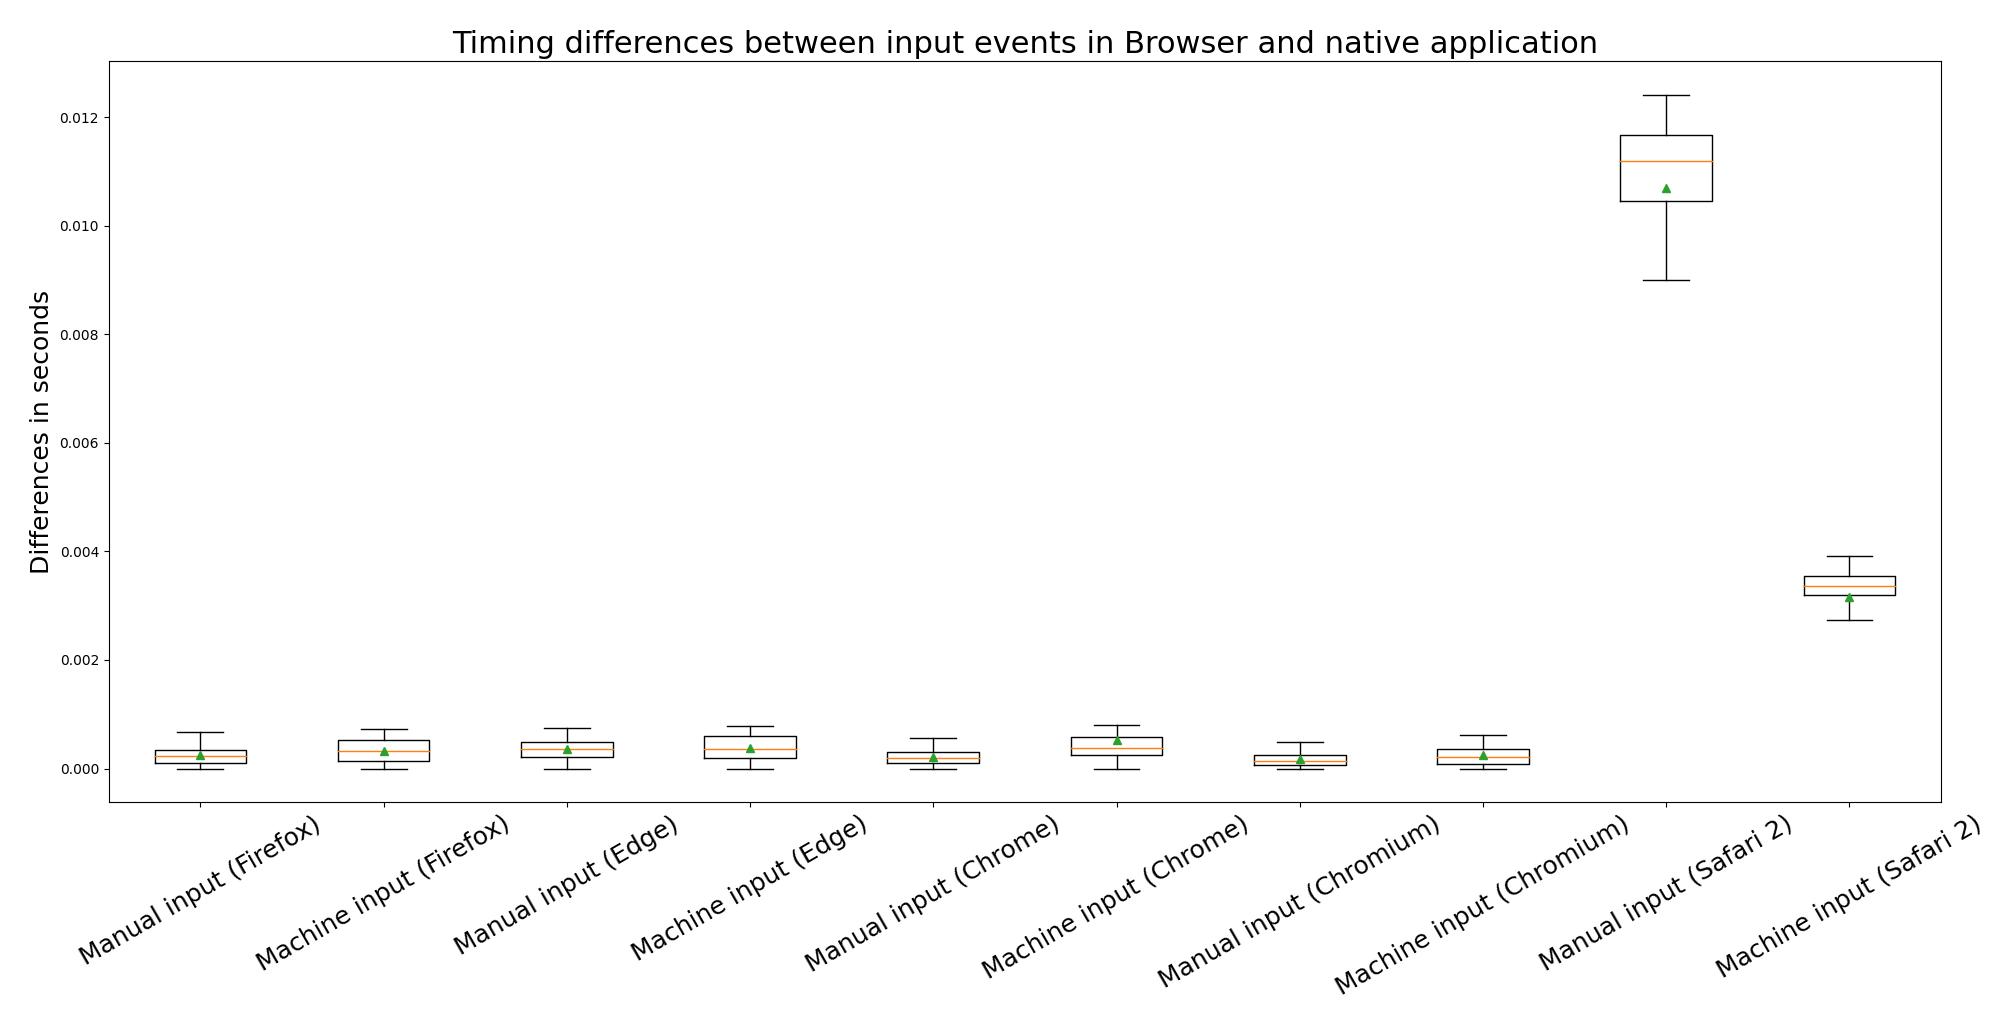 Timing differences between input events in Browser and native application
Differences in seconds
0.012
0.010
0.008
0.006
0.004
0.002
0.000
Manual input (Firefox)
Machine input (Firefox)
Manual input (Edge)
Machine input (Edge)
Manual input (Chrome)
Machine input (Chrome)
Manual input (Chromium)
Machine input (Chromium)
Manual input (Safari 2)
Machine input (Safari 2)